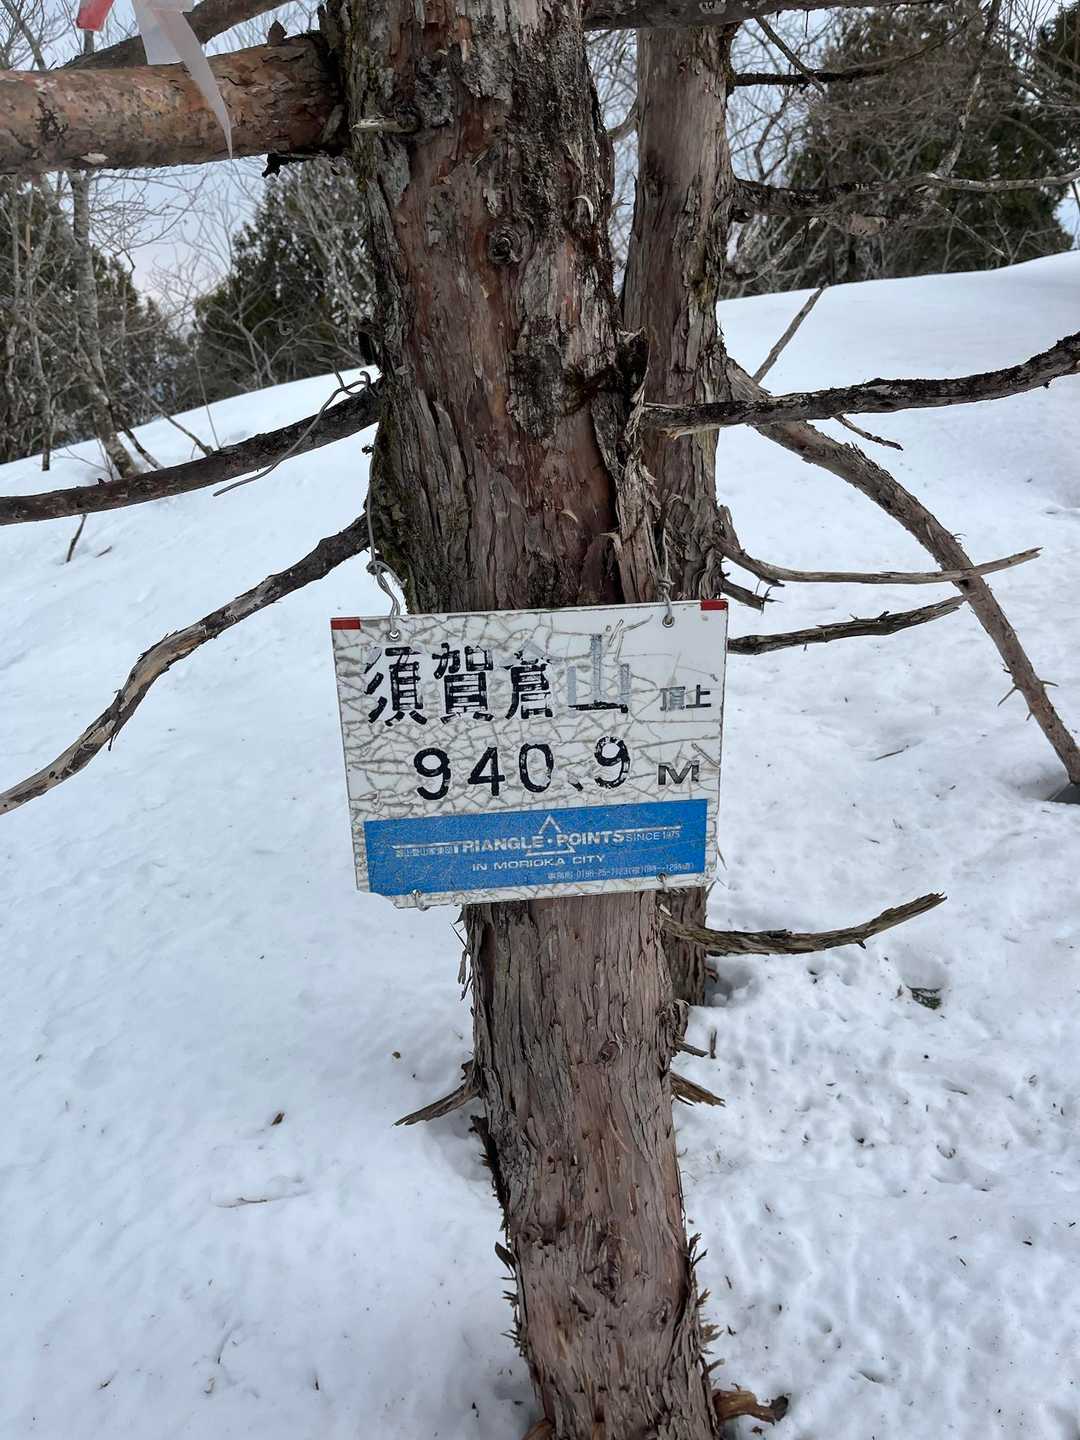 須賀倉山 頂上
940.9 M
TRIANGLE・POINTS SINCE 1975
IN MORIOKA CITY